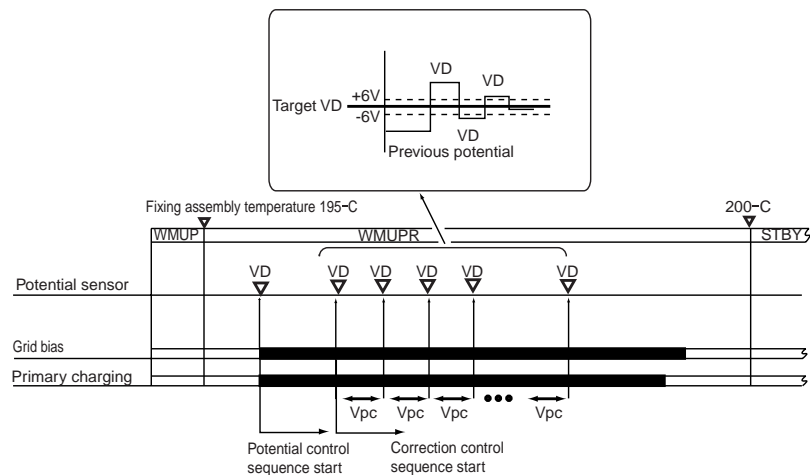 VD
VD
+6V
Target VD
-6V
VD
Previous potential
Fixing assembly temperature 195-C
200-C
WMUP
WMUPR
STBY
VD VD VD VD VD VD
Potential sensor
Grid bias
Primary charging
Vpc Vpc Vpc Vpc
Potential control
sequence start
Correction control
sequence start